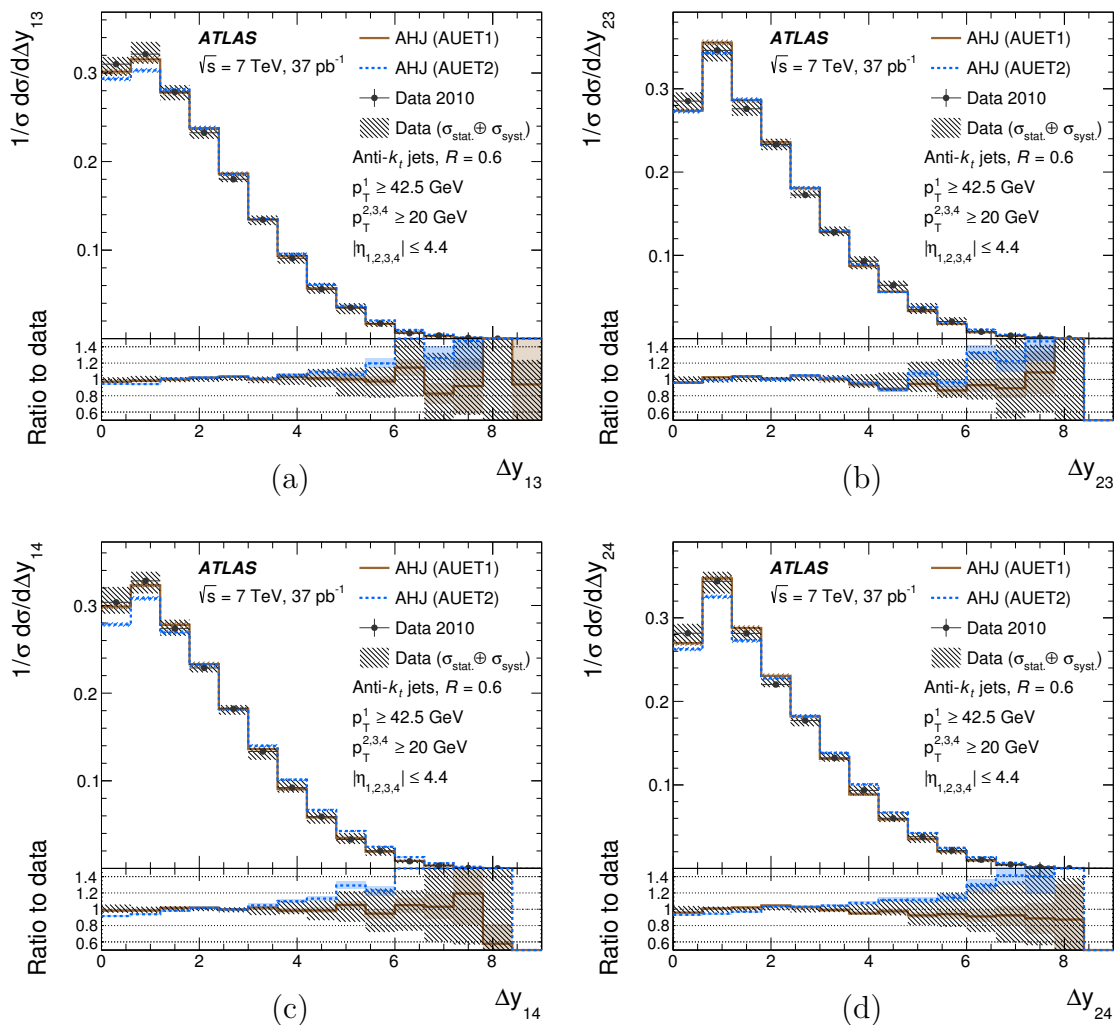 1/σ dσ/dΔy₁₃
ATLAS
√s = 7 TeV, 37 pb⁻¹
AHJ (AUET1)
AHJ (AUET2)
Data 2010
Data (σstat. ⊕ σsyst.)
Anti-kₜ jets, R = 0.6
p_T^1 ≥ 42.5 GeV
p_T^2,3,4 ≥ 20 GeV
|η₁,₂,₃,₄| ≤ 4.4
0.3
0.2
0.1
Ratio to data
1.4
1.2
1
0.8
0.6
0 2 4 6 8
Δy₁₃
(a)
1/σ dσ/dΔy₂₃
ATLAS
√s = 7 TeV, 37 pb⁻¹
AHJ (AUET1)
AHJ (AUET2)
Data 2010
Data (σstat. ⊕ σsyst.)
Anti-kₜ jets, R = 0.6
p_T^1 ≥ 42.5 GeV
p_T^2,3,4 ≥ 20 GeV
|η₁,₂,₃,₄| ≤ 4.4
0.3
0.2
0.1
Ratio to data
1.4
1.2
1
0.8
0.6
0 2 4 6 8
Δy₂₃
(b)
1/σ dσ/dΔy₁₄
ATLAS
√s = 7 TeV, 37 pb⁻¹
AHJ (AUET1)
AHJ (AUET2)
Data 2010
Data (σstat. ⊕ σsyst.)
Anti-kₜ jets, R = 0.6
p_T^1 ≥ 42.5 GeV
p_T^2,3,4 ≥ 20 GeV
|η₁,₂,₃,₄| ≤ 4.4
0.3
0.2
0.1
Ratio to data
1.4
1.2
1
0.8
0.6
0 2 4 6 8
Δy₁₄
(c)
1/σ dσ/dΔy₂₄
ATLAS
√s = 7 TeV, 37 pb⁻¹
AHJ (AUET1)
AHJ (AUET2)
Data 2010
Data (σstat. ⊕ σsyst.)
Anti-kₜ jets, R = 0.6
p_T^1 ≥ 42.5 GeV
p_T^2,3,4 ≥ 20 GeV
|η₁,₂,₃,₄| ≤ 4.4
0.3
0.2
0.1
Ratio to data
1.4
1.2
1
0.8
0.6
0 2 4 6 8
Δy₂₄
(d)